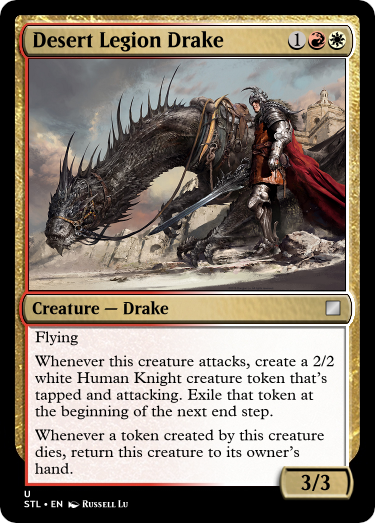 Desert Legion Drake 1
Creature — Drake
Flying
Whenever this creature attacks, create a 2/2
white Human Knight creature token that's
tapped and attacking. Exile that token at
the beginning of the next end step.
Whenever a token created by this creature
dies, return this creature to its owner's
hand.
3/3
U
STL • EN Russell Lu